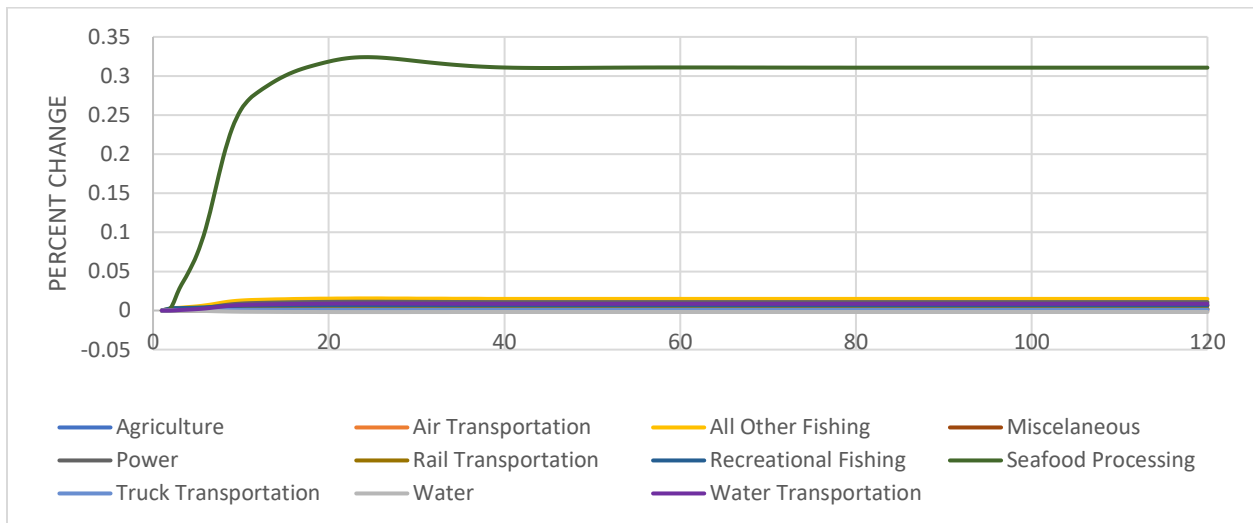 0.35
0.3
0.25
0.2
0.15
0.1
0.05
0
-0.05
PERCENT CHANGE
0 20 40 60 80 100 120
Agriculture Air Transportation All Other Fishing Miscelaneous
Power Rail Transportation Recreational Fishing Seafood Processing
Truck Transportation Water Water Transportation